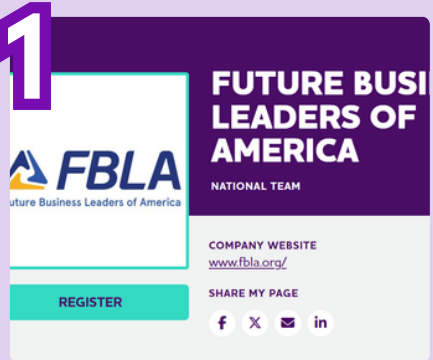 1
FUTURE BUSI
LEADERS OF
AMERICA
NATIONAL TEAM
FBLA
uture Business Leaders of America
COMPANY WEBSITE
www.fbla.org/
REGISTER
SHARE MY PAGE
f X in